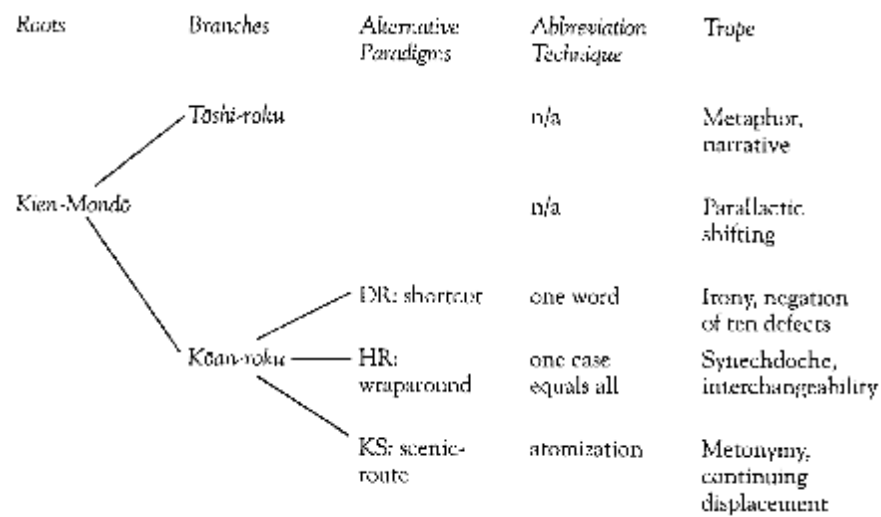 Roots Branches Alternative Abbreviation Trope
Paradigms Technique
Tōshi-roku n/a Metaphor,
narrative
Kien-Mondō n/a Parallactic
shifting
DR: shortcut one word Irony, negation
of ten defects
Kōan-roku HR: one case Synechdoche,
wraparound equals all interchangeability
KS: scenic- atomization Metonymy,
route continuing
displacement